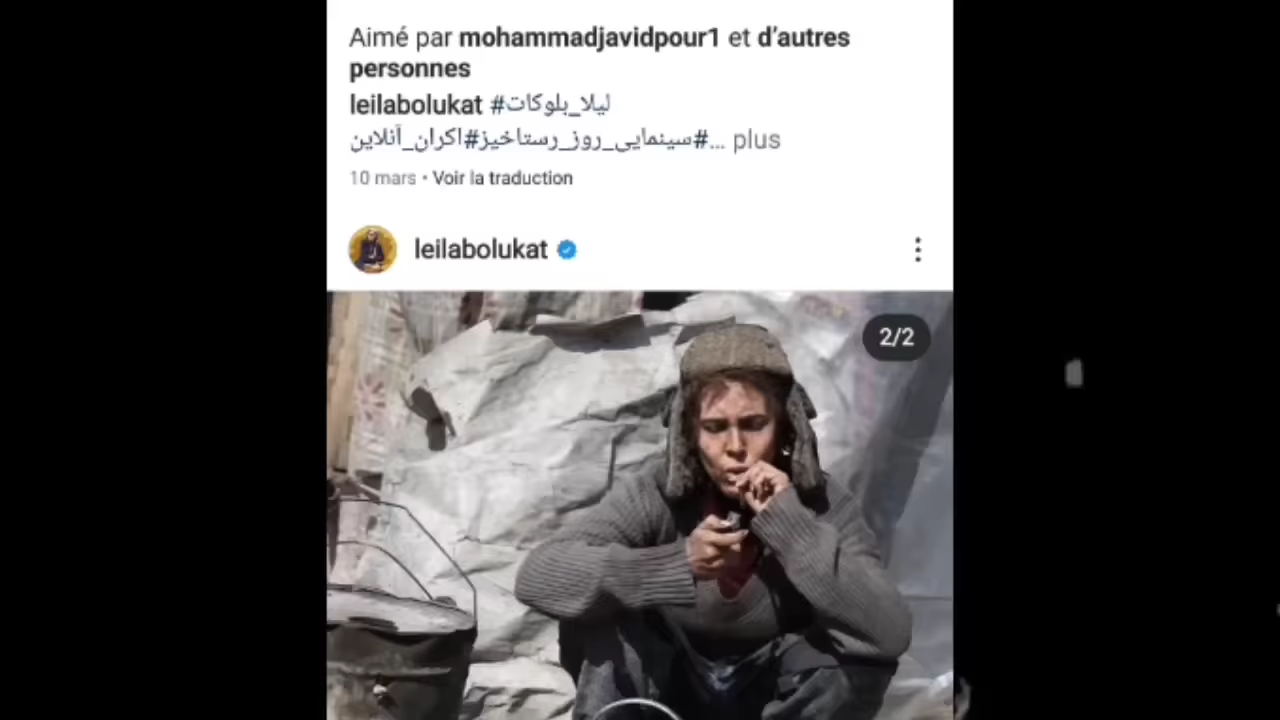 Aimé par mohammadjavidpour1 et d’autres
personnes
leilabolukat #لیلا_بلوکات
#سینمایی_روز_رستاخیز#اکران_آنلاین... plus
10 mars • Voir la traduction
leilabolukat
2/2